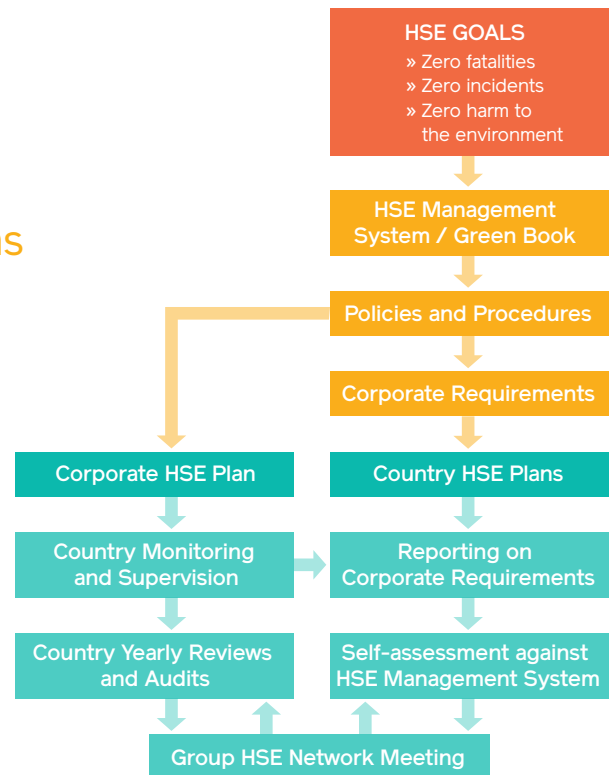 HSE GOALS
» Zero fatalities
» Zero incidents
» Zero harm to
the environment
HSE Management
System / Green Book
Policies and Procedures
Corporate Requirements
Corporate HSE Plan
Country HSE Plans
Country Monitoring
and Supervision
Reporting on
Corporate Requirements
Country Yearly Reviews
and Audits
Self-assessment against
HSE Management System
Group HSE Network Meeting